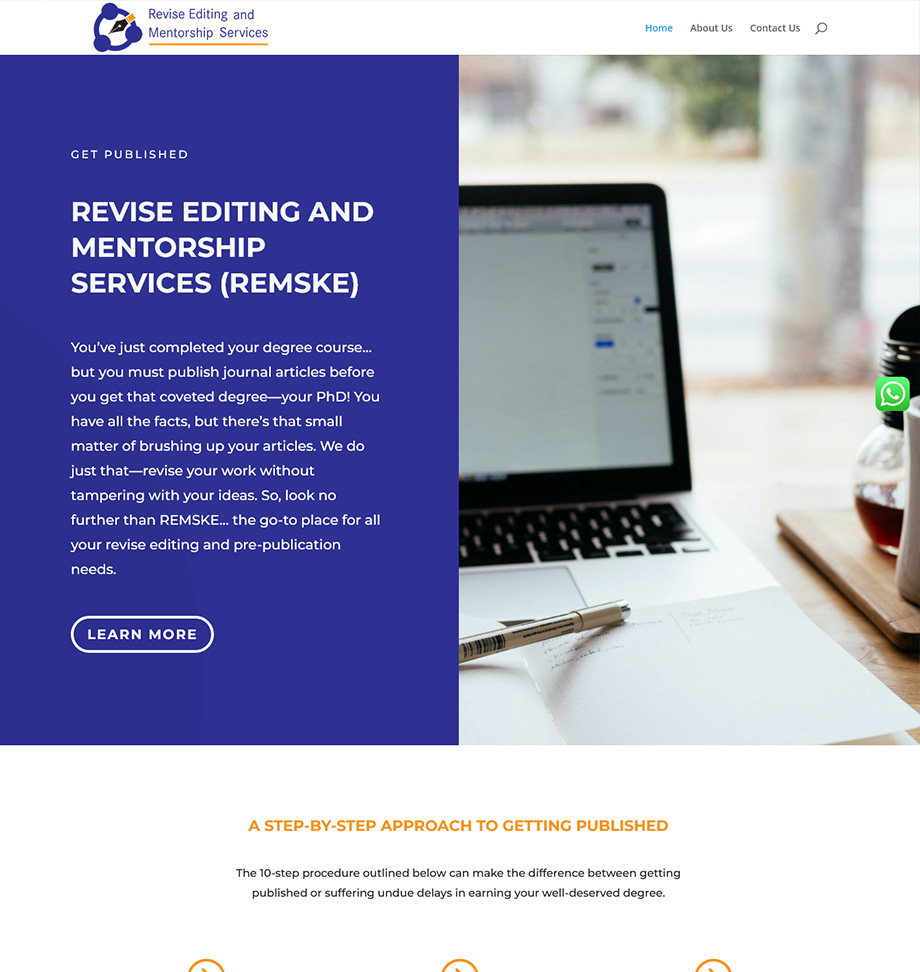 Revise Editing and
Mentorship Services
Home About Us Contact Us
GET PUBLISHED
REVISE EDITING AND
MENTORSHIP
SERVICES (REMSKE)
You’ve just completed your degree course...
but you must publish journal articles before
you get that coveted degree—your PhD! You
have all the facts, but there’s that small
matter of brushing up your articles. We do
just that—revise your work without
tampering with your ideas. So, look no
further than REMSKE... the go-to place for all
your revise editing and pre-publication
needs.
LEARN MORE
A STEP-BY-STEP APPROACH TO GETTING PUBLISHED
The 10-step procedure outlined below can make the difference between getting
published or suffering undue delays in earning your well-deserved degree.